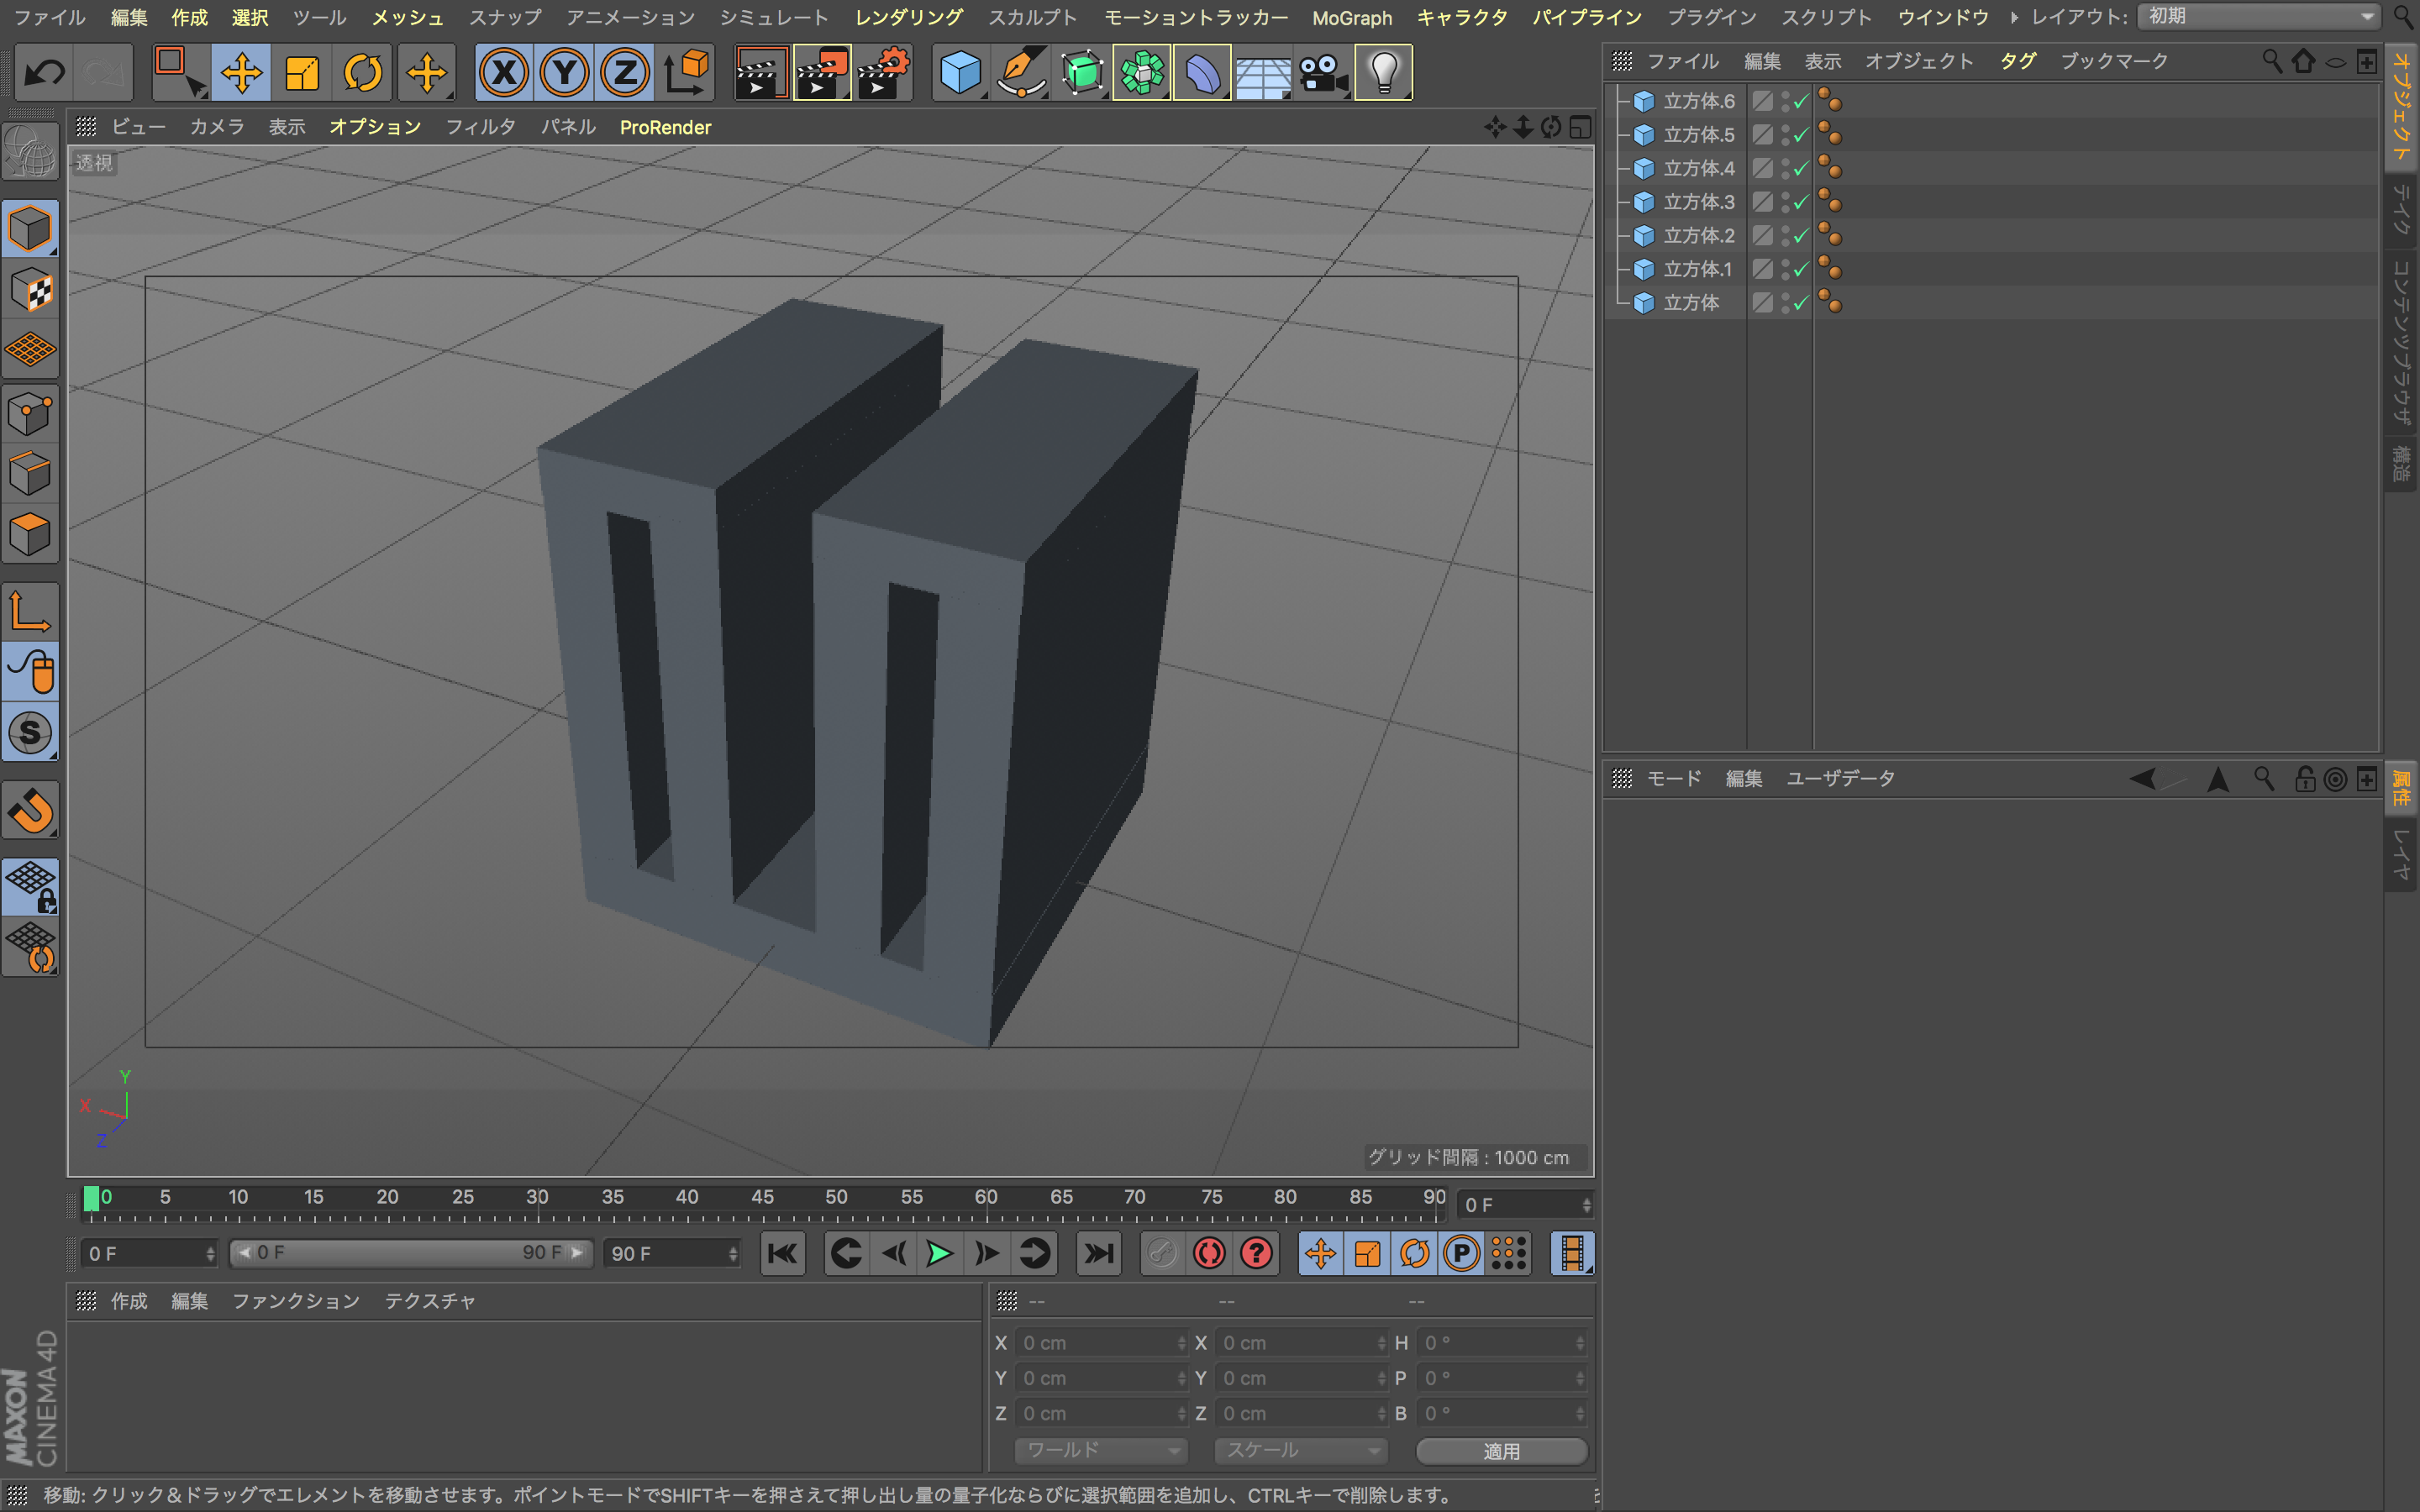 ファイル 編集 作成 選択 ツール メッシュ スナップ アニメーション シミュレート レンダリング スカルプト モーショントラッカー MoGraph キャラクタ パイプライン プラグイン スクリプト ウインドウ レイアウト: 初期
X Y Z
ファイル 編集 表示 オブジェクト タグ ブックマーク
ビュー カメラ 表示 オプション フィルタ パネル ProRender
透視
立方体.6
立方体.5
立方体.4
立方体.3
立方体.2
立方体.1
立方体
オブジェクト
テイク
コンテンツブラウザ
構造
S
モード 編集 ユーザデータ
属性
レイヤ
Y
X
Z
グリッド間隔 : 1000 cm
0 5 10 15 20 25 30 35 40 45 50 55 60 65 70 75 80 85 90 0 F
0 F 0 F 90 F 90 F ? P
作成 編集 ファンクション テクスチャ
-- -- --
X 0 cm X 0 cm H 0 °
Y 0 cm Y 0 cm P 0 °
Z 0 cm Z 0 cm B 0 °
ワールド スケール 適用
MAXON
CINEMA 4D
移動: クリック＆ドラッグでエレメントを移動させます。ポイントモードでSHIFTキーを押さえて押し出し量の量子化ならびに選択範囲を追加し、CTRLキーで削除します。